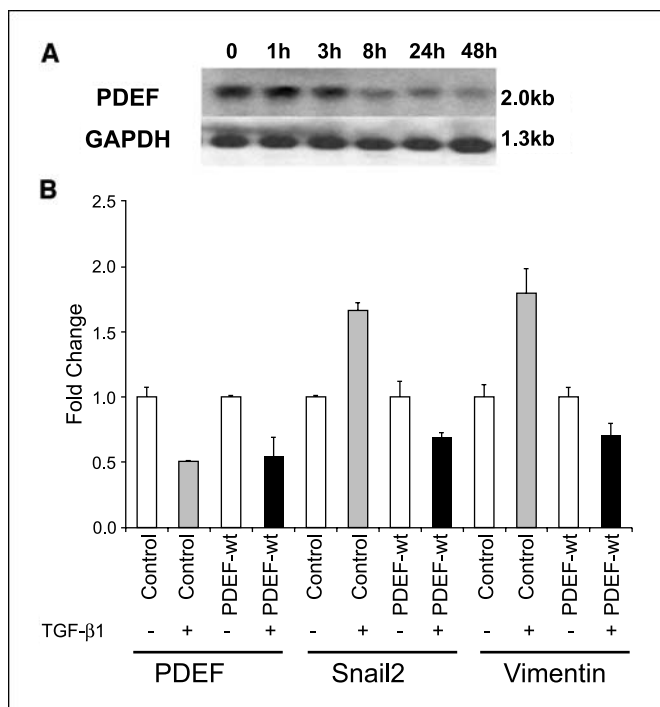 A
0 1h 3h 8h 24h 48h
PDEF 2.0kb
GAPDH 1.3kb
B
2.5
2.0
1.5
1.0
0.5
0.0
Fold Change
Control Control PDEF-wt PDEF-wt Control Control PDEF-wt PDEF-wt Control Control PDEF-wt PDEF-wt
TGF-β1 - + - + - + - + - + - +
PDEF Snail2 Vimentin